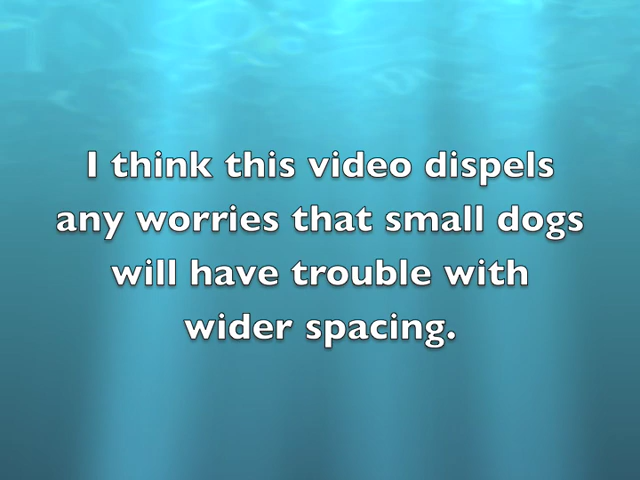 I think this video dispels
any worries that small dogs
will have trouble with
wider spacing.